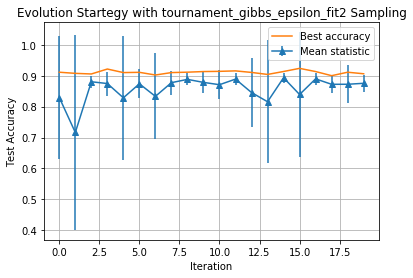 Evolution Startegy with tournament_gibbs_epsilon_fit2 Sampling
Best accuracy
Mean statistic
1.0
0.9
0.8
0.7
0.6
0.5
0.4
Test Accuracy
0.0 2.5 5.0 7.5 10.0 12.5 15.0 17.5
Iteration